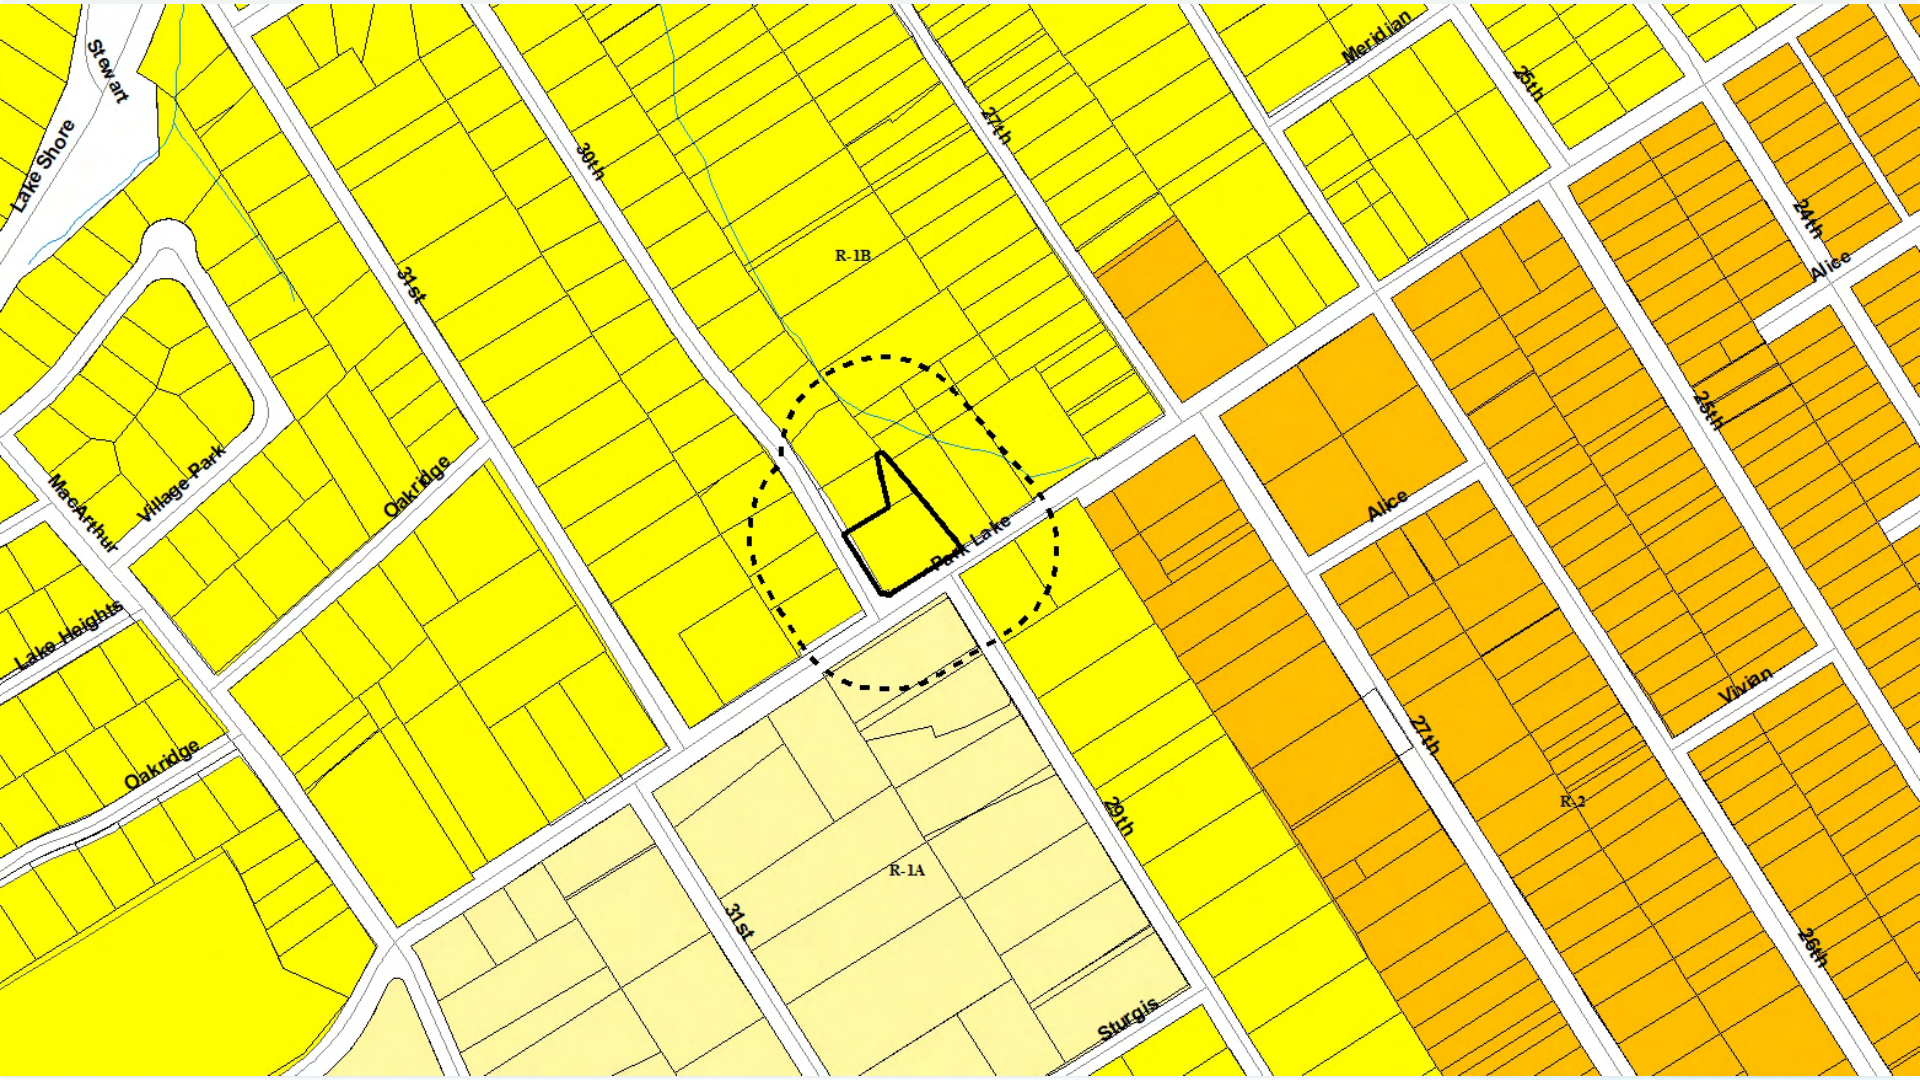 Stewart
Lake Shore
Meridian
25th
27th
30th
24th
R-1B
Alice
31st
25th
Village Park
Oakridge
MacArthur
Park Lake
Alice
Lake Heights
Vivian
27th
Oakridge
29th
R-2
R-1A
31st
26th
Sturgis